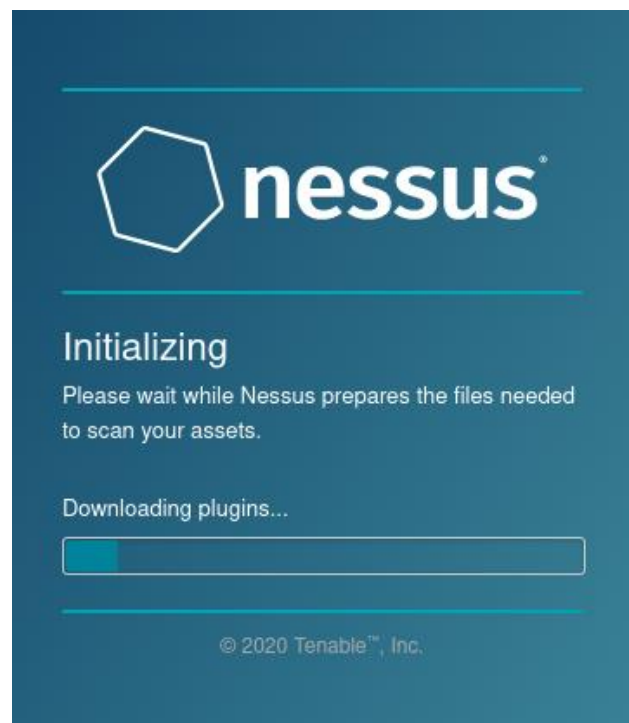 nessus®
Initializing
Please wait while Nessus prepares the files needed
to scan your assets.
Downloading plugins...
© 2020 Tenable™, Inc.